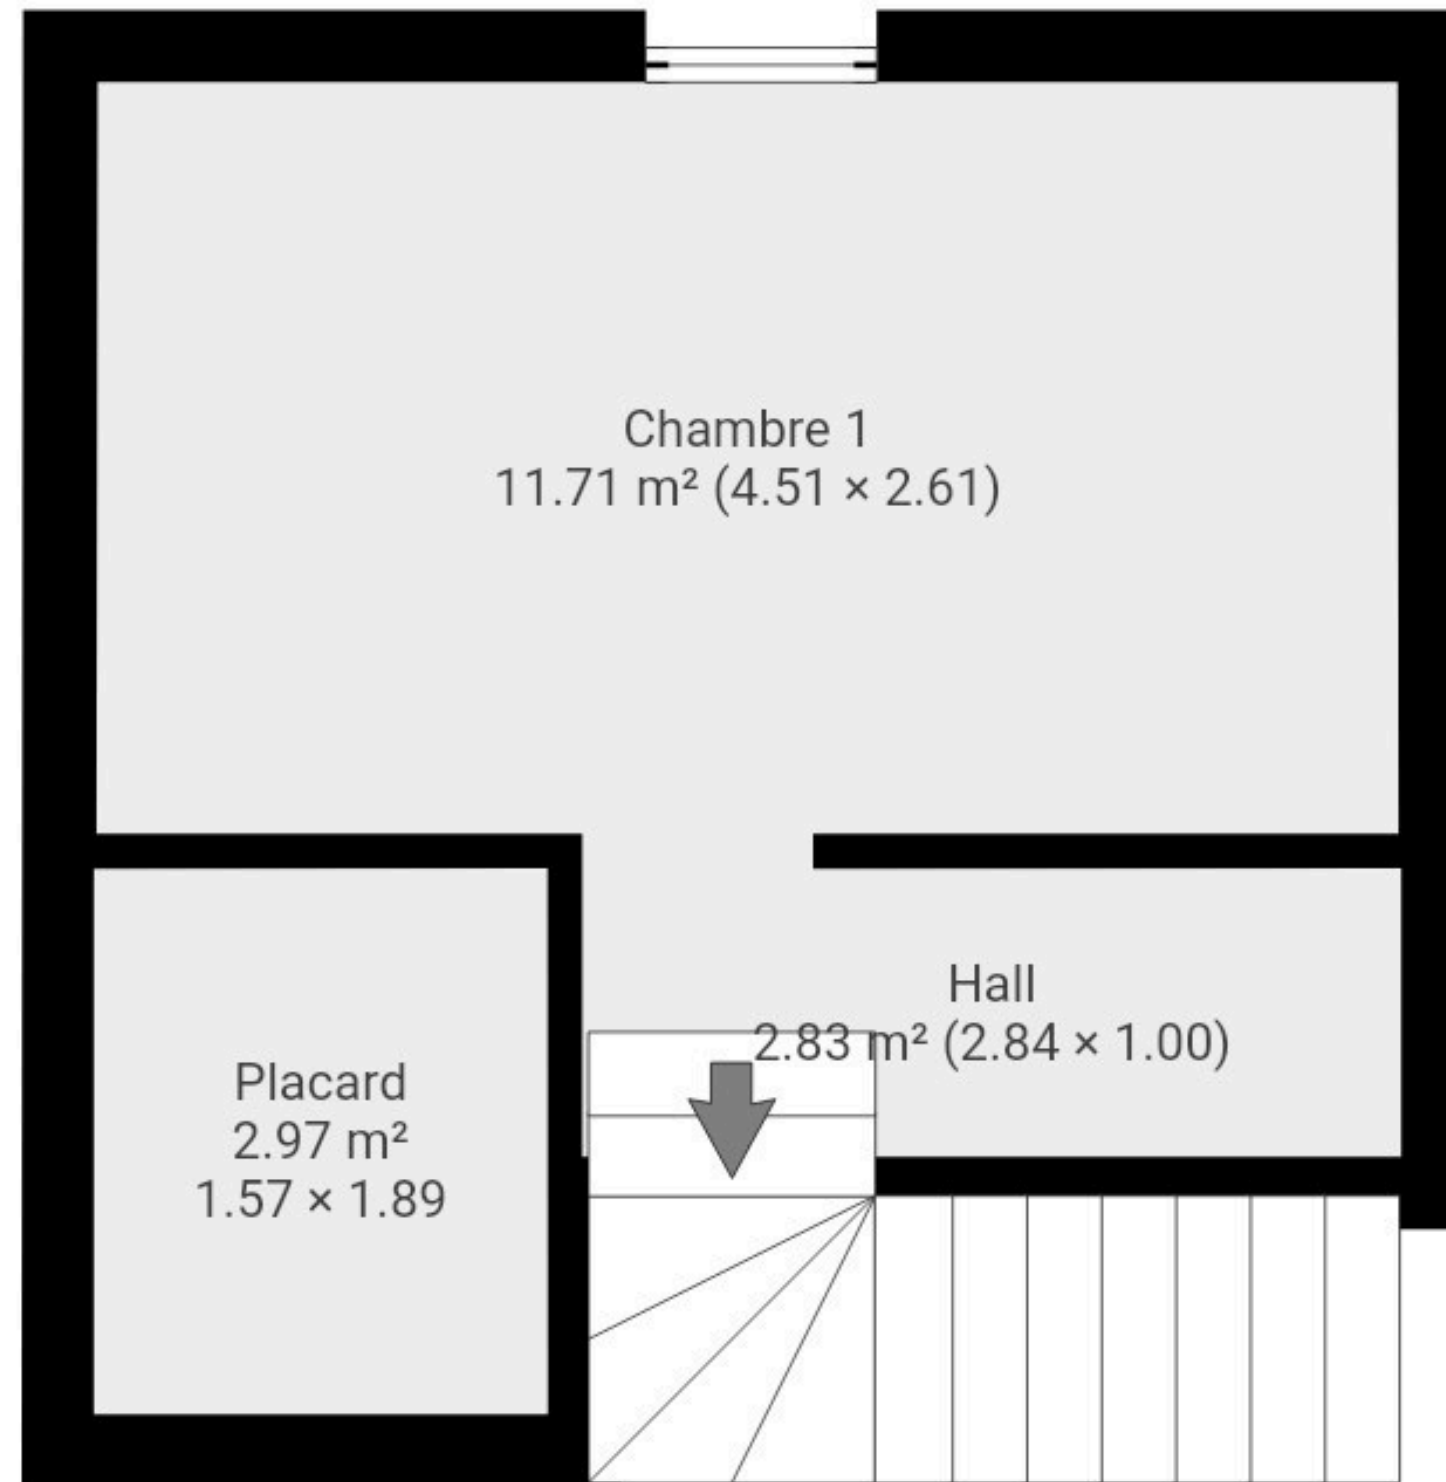 Chambre 1
11.71 m² (4.51 × 2.61)
Hall
2.83 m² (2.84 × 1.00)
Placard
2.97 m²
1.57 × 1.89